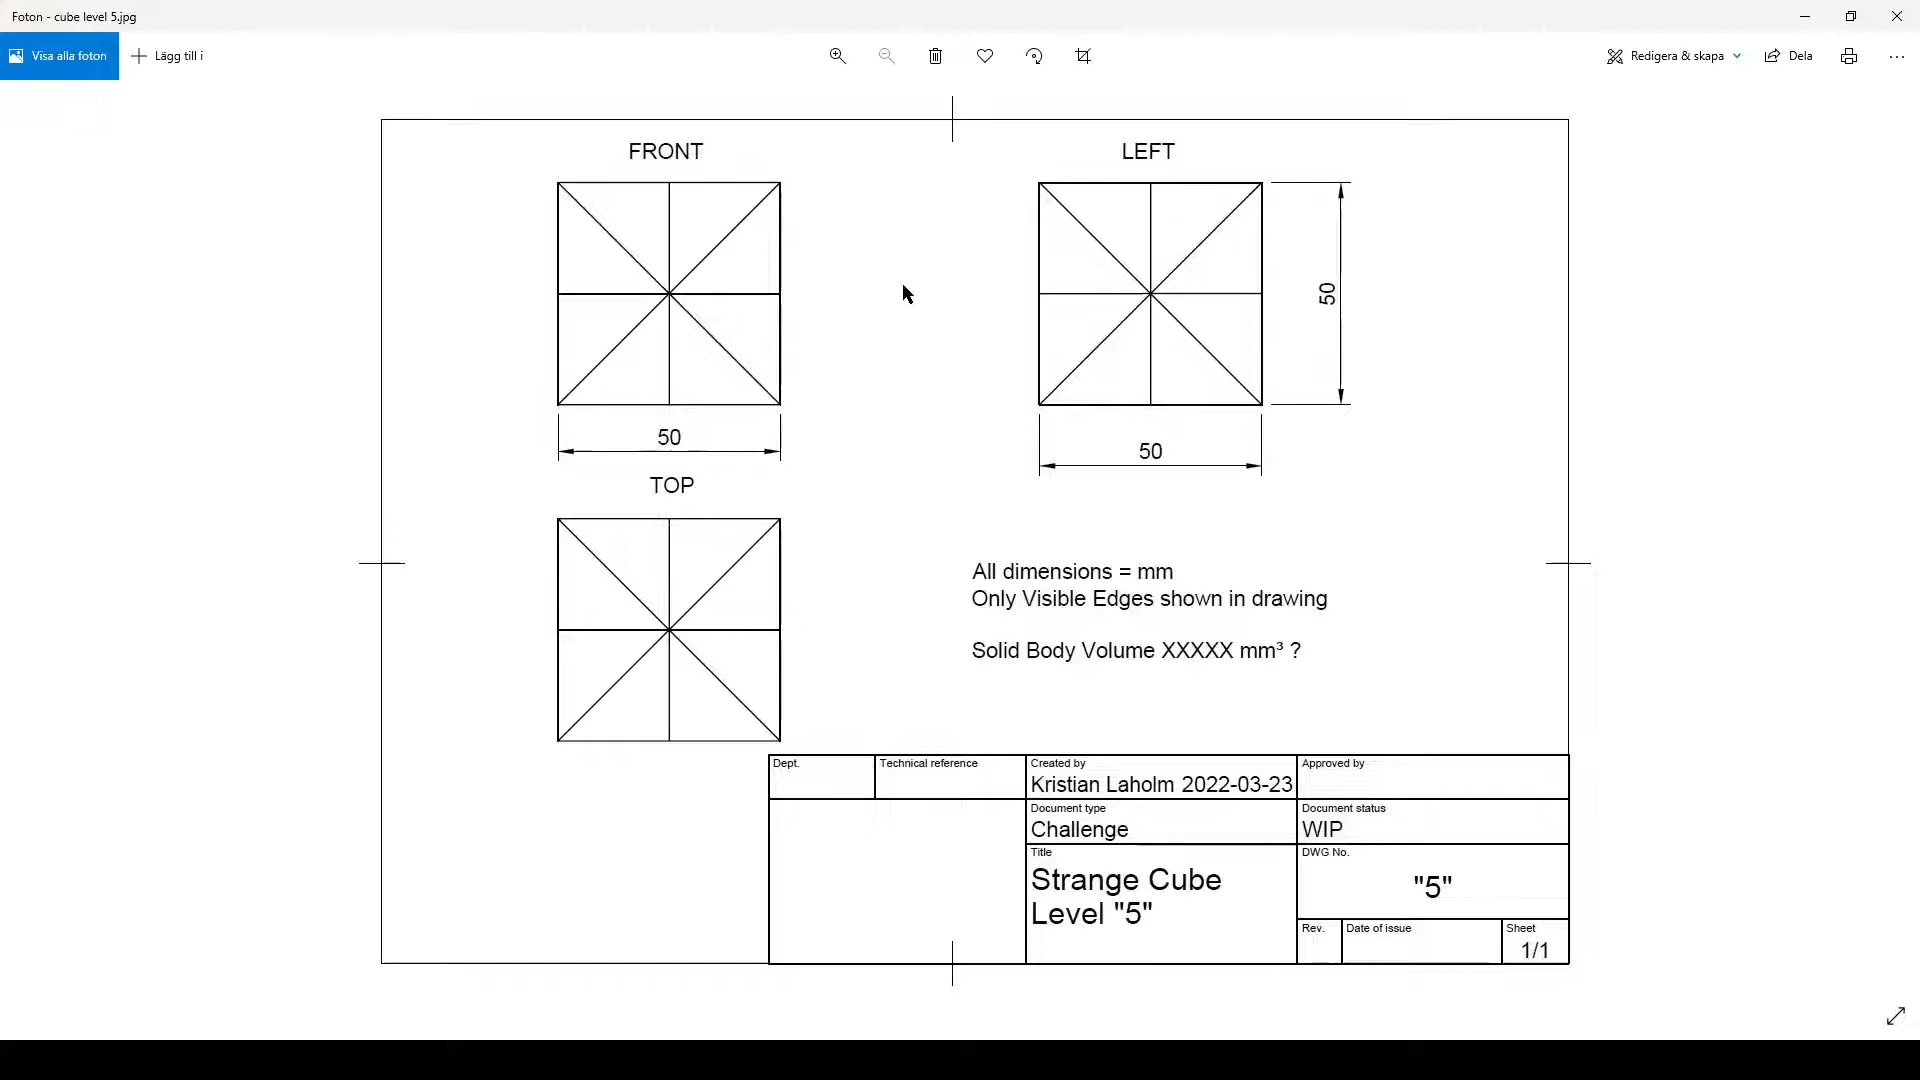 Foton - cube level 5.jpg
Visa alla foton
Lägg till i
Redigera & skapa
Dela
FRONT
LEFT
50
50
50
TOP
All dimensions = mm
Only Visible Edges shown in drawing
Solid Body Volume XXXXX mm³ ?
Dept.
Technical reference
Created by
Kristian Laholm 2022-03-23
Approved by
Document type
Challenge
Document status
WIP
Title
Strange Cube
Level "5"
DWG No.
"5"
Rev.
Date of issue
Sheet
1/1